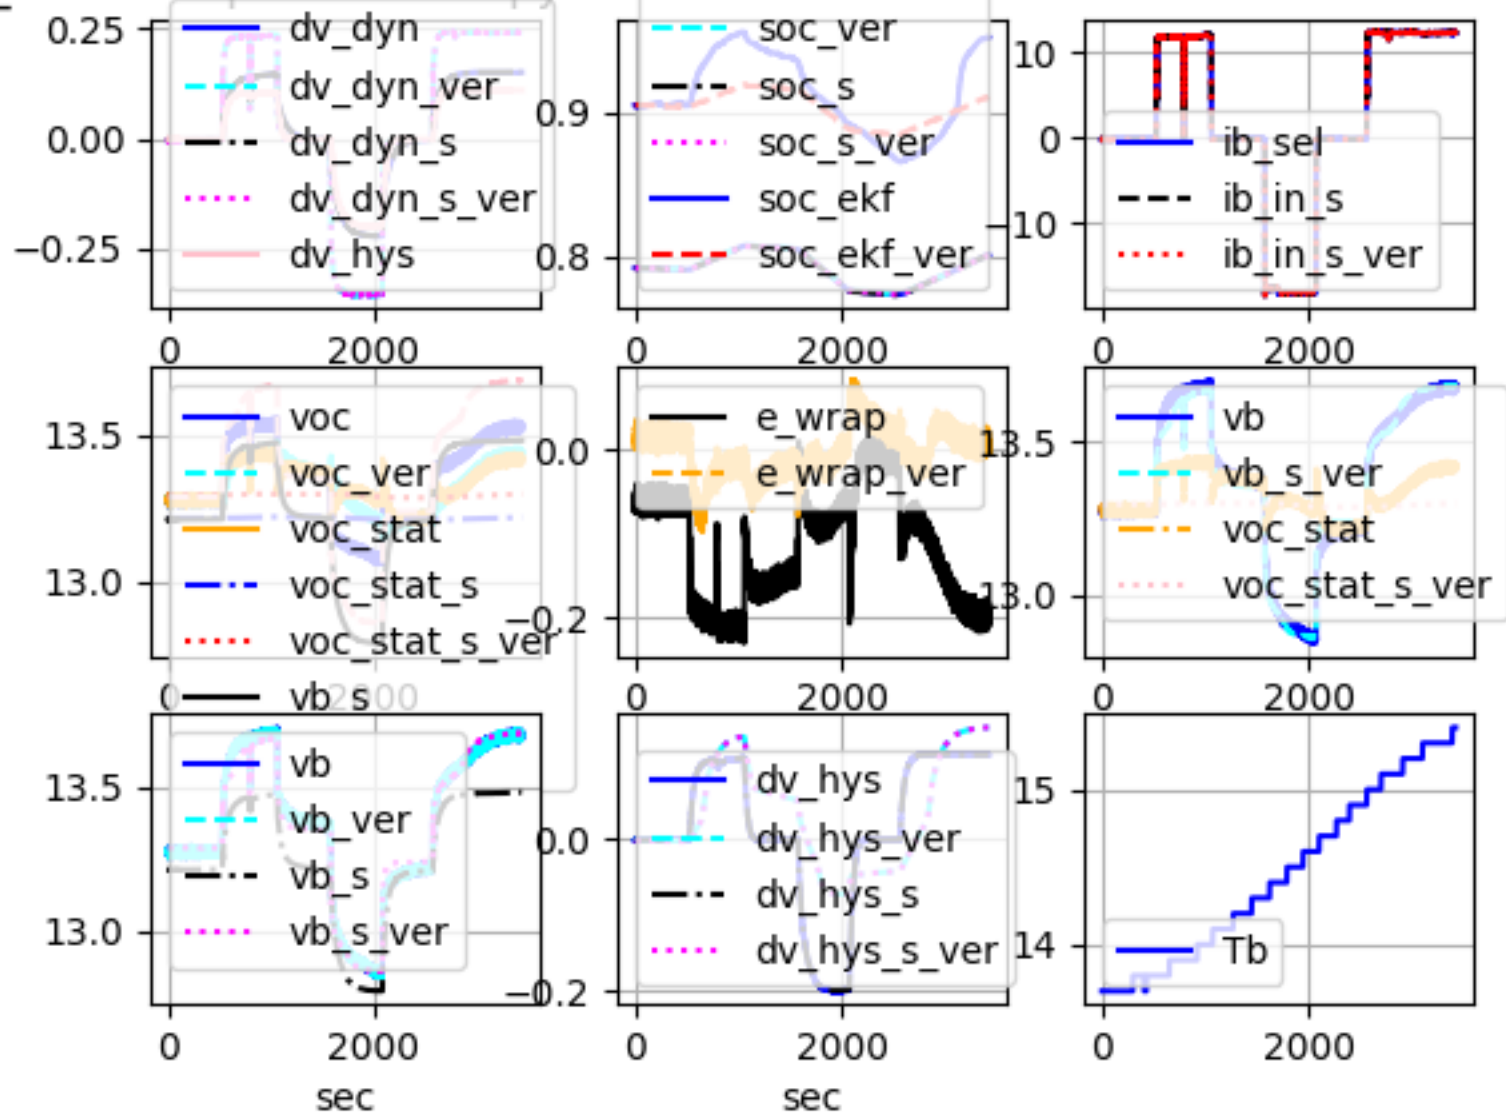 0.25
0.00
−0.25
dv_dyn
dv_dyn_ver
dv_dyn_s
dv_dyn_s_ver
dv_hys
0
2000
0.9
0.8
soc_ver
soc_s
soc_s_ver
soc_ekf
soc_ekf_ver
0
2000
10
0
−10
ib_sel
ib_in_s
ib_in_s_ver
0
2000
13.5
13.0
voc
voc_ver
voc_stat
voc_stat_s
voc_stat_s_ver
vb_s
0
2000
0.0
−0.2
e_wrap
e_wrap_ver
0
2000
13.5
13.0
vb
vb_s_ver
voc_stat
voc_stat_s_ver
0
2000
13.5
13.0
vb
vb_ver
vb_s
vb_s_ver
0
2000
sec
0.0
−0.2
dv_hys
dv_hys_ver
dv_hys_s
dv_hys_s_ver
0
2000
sec
15
14
Tb
0
2000